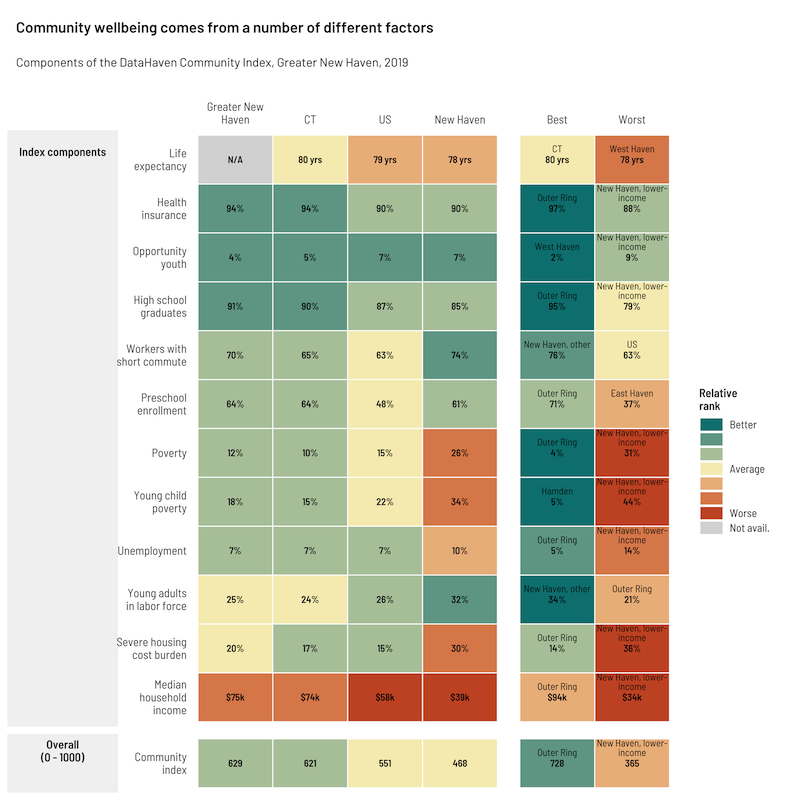 Community wellbeing comes from a number of different factors
Components of the DataHaven Community Index, Greater New Haven, 2019
Greater New
Haven
CT
US
New Haven
Best
Worst
Index components
Life
expectancy
N/A
80 yrs
79 yrs
78 yrs
CT
80 yrs
West Haven
78 yrs
Health
insurance
94%
94%
90%
90%
Outer Ring
97%
New Haven, lower-
income
88%
Opportunity
youth
4%
5%
7%
7%
West Haven
2%
New Haven, lower-
income
9%
High school
graduates
91%
90%
87%
85%
Outer Ring
95%
New Haven, lower-
income
79%
Workers with
short commute
70%
65%
63%
74%
New Haven, other
76%
US
63%
Preschool
enrollment
64%
64%
48%
61%
Outer Ring
71%
East Haven
37%
Poverty
12%
10%
15%
26%
Outer Ring
4%
New Haven, lower-
income
31%
Young child
poverty
18%
15%
22%
34%
Hamden
5%
New Haven, lower-
income
44%
Unemployment
7%
7%
7%
10%
Outer Ring
5%
New Haven, lower-
income
14%
Young adults
in labor force
25%
24%
26%
32%
New Haven, other
34%
Outer Ring
21%
Severe housing
cost burden
20%
17%
15%
30%
Outer Ring
14%
New Haven, lower-
income
36%
Median
household
income
$75k
$74k
$58k
$39k
Outer Ring
$94k
New Haven, lower-
income
$34k
Overall
(0 - 1000)
Community
index
629
621
551
468
Outer Ring
728
New Haven, lower-
income
365
Relative
rank
Better
Average
Worse
Not avail.